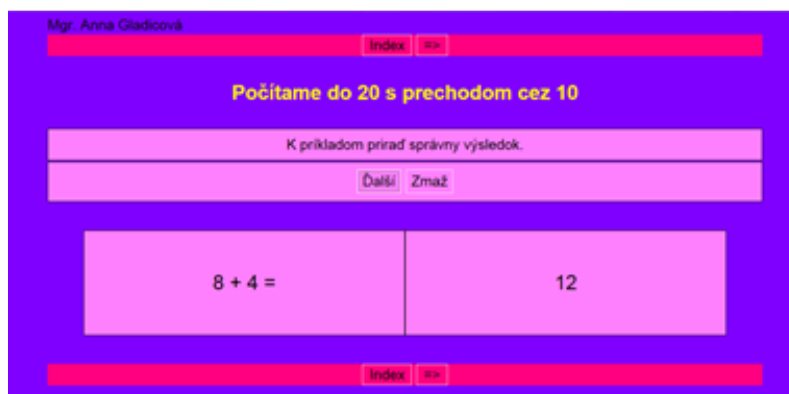 Mgr. Anna Gladicová
Index =>
Počítame do 20 s prechodom cez 10
K príkladom priraď správny výsledok.
Ďalší Zmaž
8 + 4 = 12
Index =>